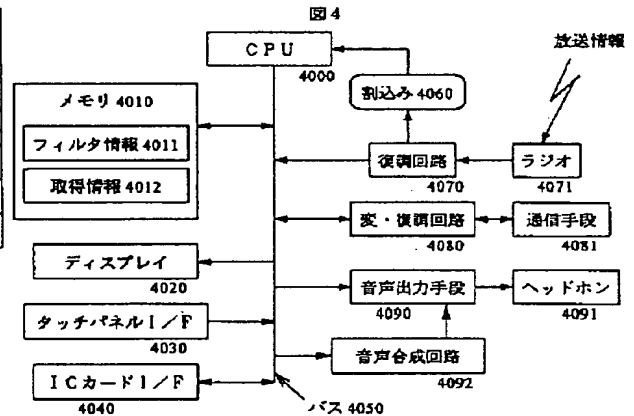 図4
放送情報
CPU
4000
メモリ 4010
フィルタ情報 4011
取得情報 4012
割込み 4060
復調回路
4070
ラジオ
4071
変・復調回路
4080
通信手段
4081
ディスプレイ
4020
音声出力手段
4090
ヘッドホン
4091
タッチパネルI/F
4030
音声合成回路
4092
ICカードI/F
4040
バス 4050